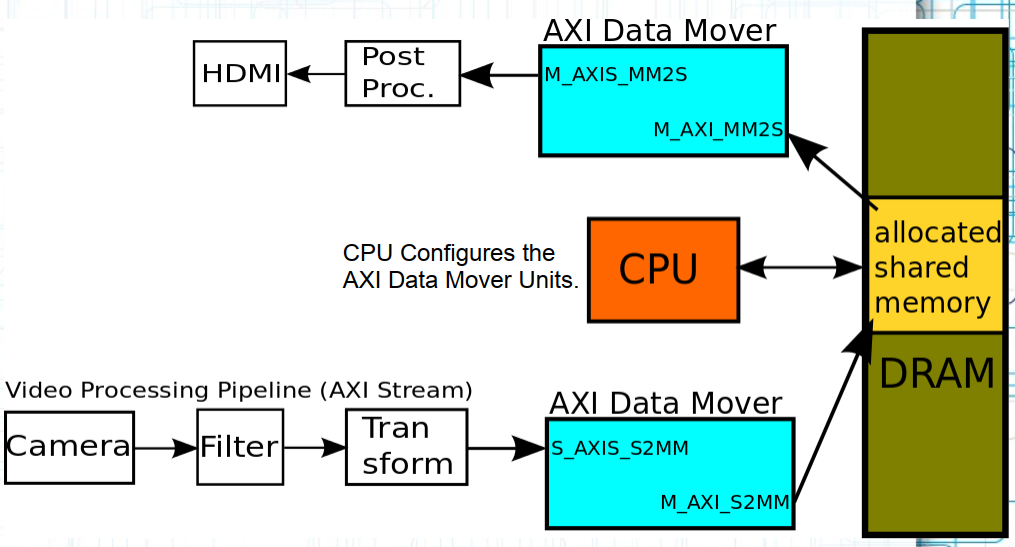 AXI Data Mover
HDMI
Post
Proc.
M_AXIS_MM2S
M_AXI_MM2S
CPU Configures the
AXI Data Mover Units.
CPU
allocated
shared
memory
DRAM
Video Processing Pipeline (AXI Stream)
Camera
Filter
Tran
sform
AXI Data Mover
S_AXIS_S2MM
M_AXI_S2MM